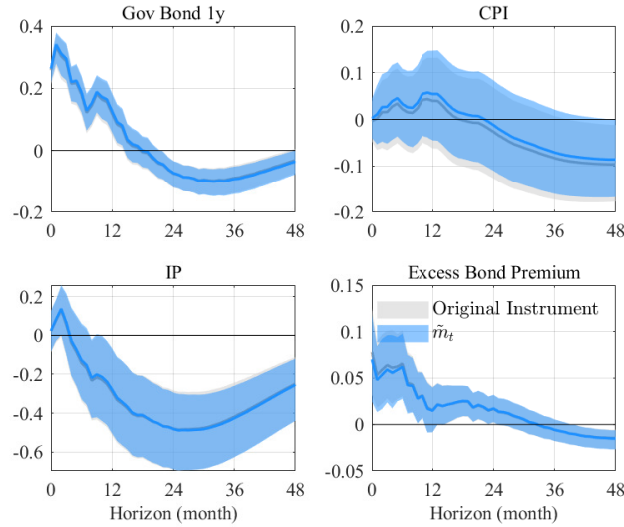 Gov Bond 1y
0.4
0.2
0
-0.2
0 12 24 36 48
CPI
0.2
0.1
0
-0.1
-0.2
0 12 24 36 48
IP
0.2
0
-0.2
-0.4
-0.6
0 12 24 36 48
Horizon (month)
Excess Bond Premium
0.15
0.1
0.05
0
-0.05
0 12 24 36 48
Horizon (month)
Original Instrument
m̃_t